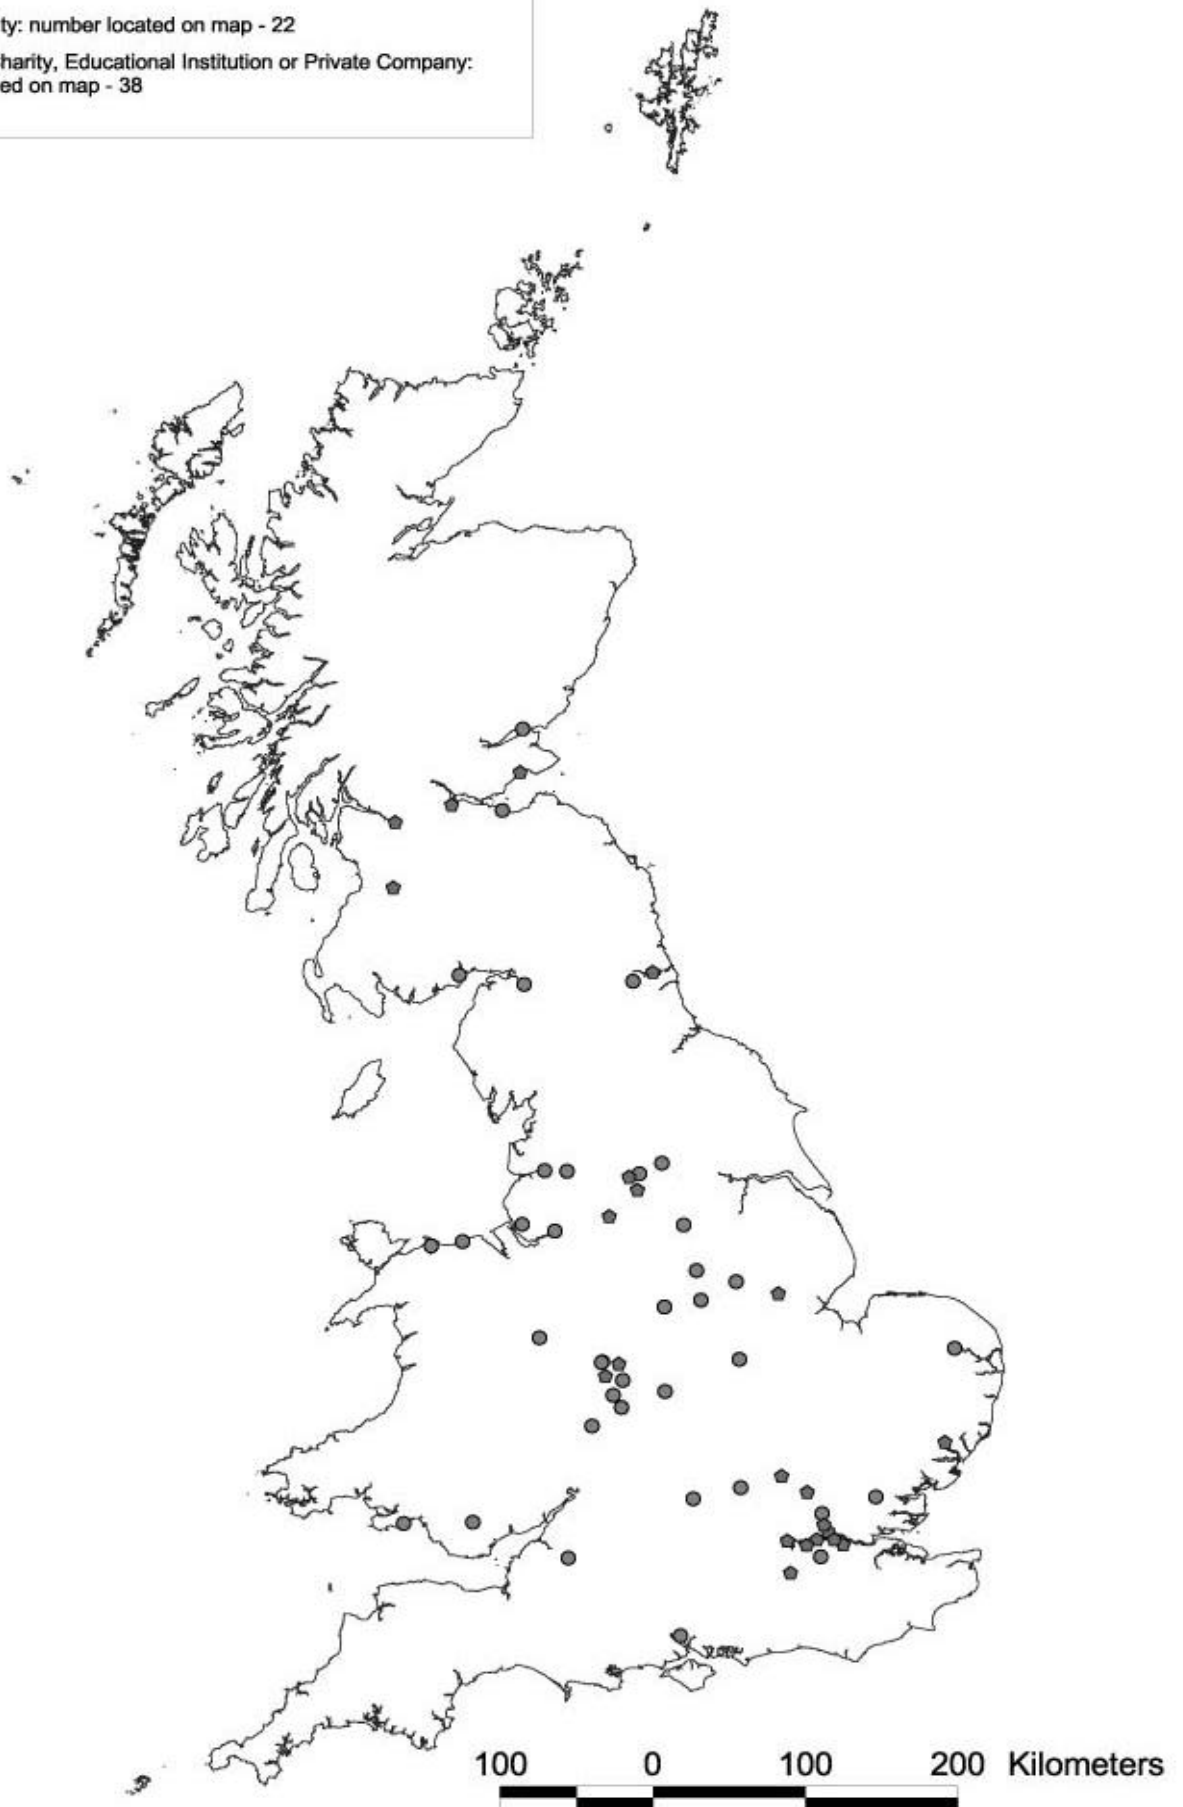 ty: number located on map - 22
harity, Educational Institution or Private Company:
ed on map - 38
100 0 100 200 Kilometers